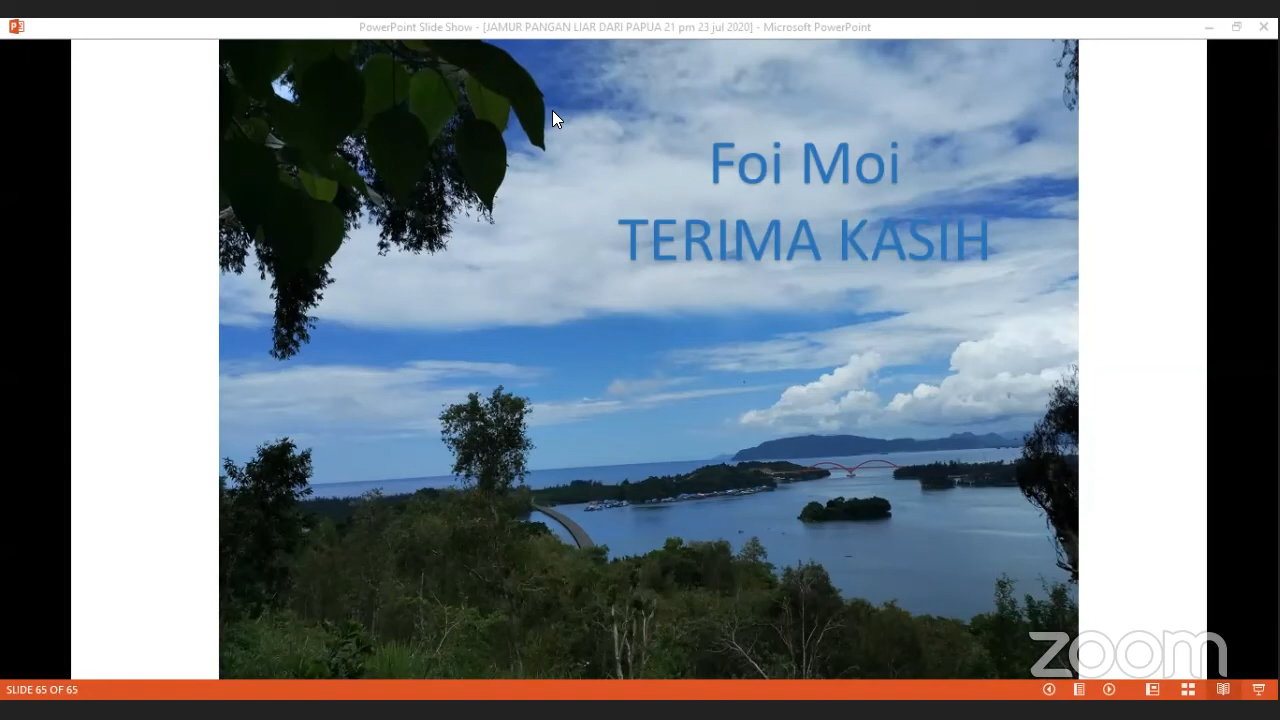 PowerPoint Slide Show - [JAMUR PANGAN LIAR DARI PAPUA 21 pm 23 jul 2020] - Microsoft PowerPoint
Foi Moi
TERIMA KASIH
zoom
SLIDE 65 OF 65